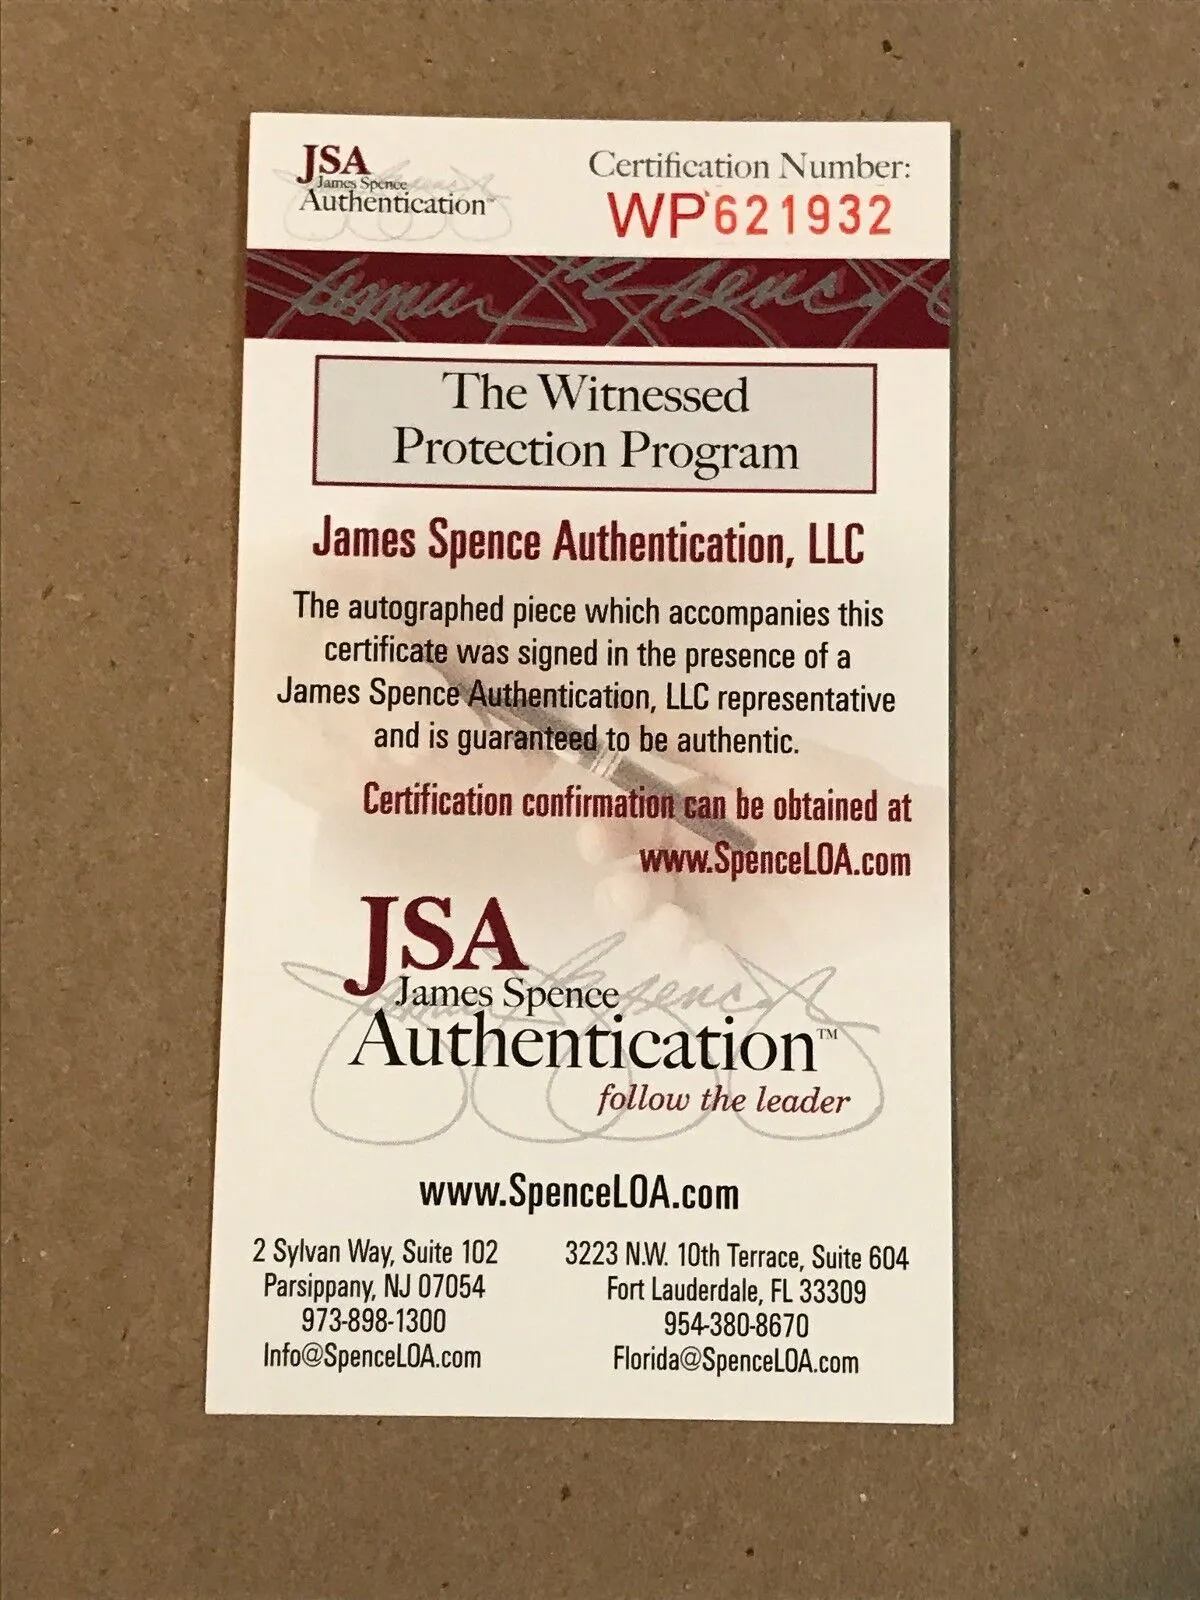 JSA
James Spence
Authentication™
Certification Number:
WP621932
The Witnessed
Protection Program
James Spence Authentication, LLC
The autographed piece which accompanies this
certificate was signed in the presence of a
James Spence Authentication, LLC representative
and is guaranteed to be authentic.
Certification confirmation can be obtained at
www.SpenceLOA.com
JSA
James Spence
Authentication™
follow the leader
www.SpenceLOA.com
2 Sylvan Way, Suite 102
Parsippany, NJ 07054
973-898-1300
Info@SpenceLOA.com
3223 N.W. 10th Terrace, Suite 604
Fort Lauderdale, FL 33309
954-380-8670
Florida@SpenceLOA.com